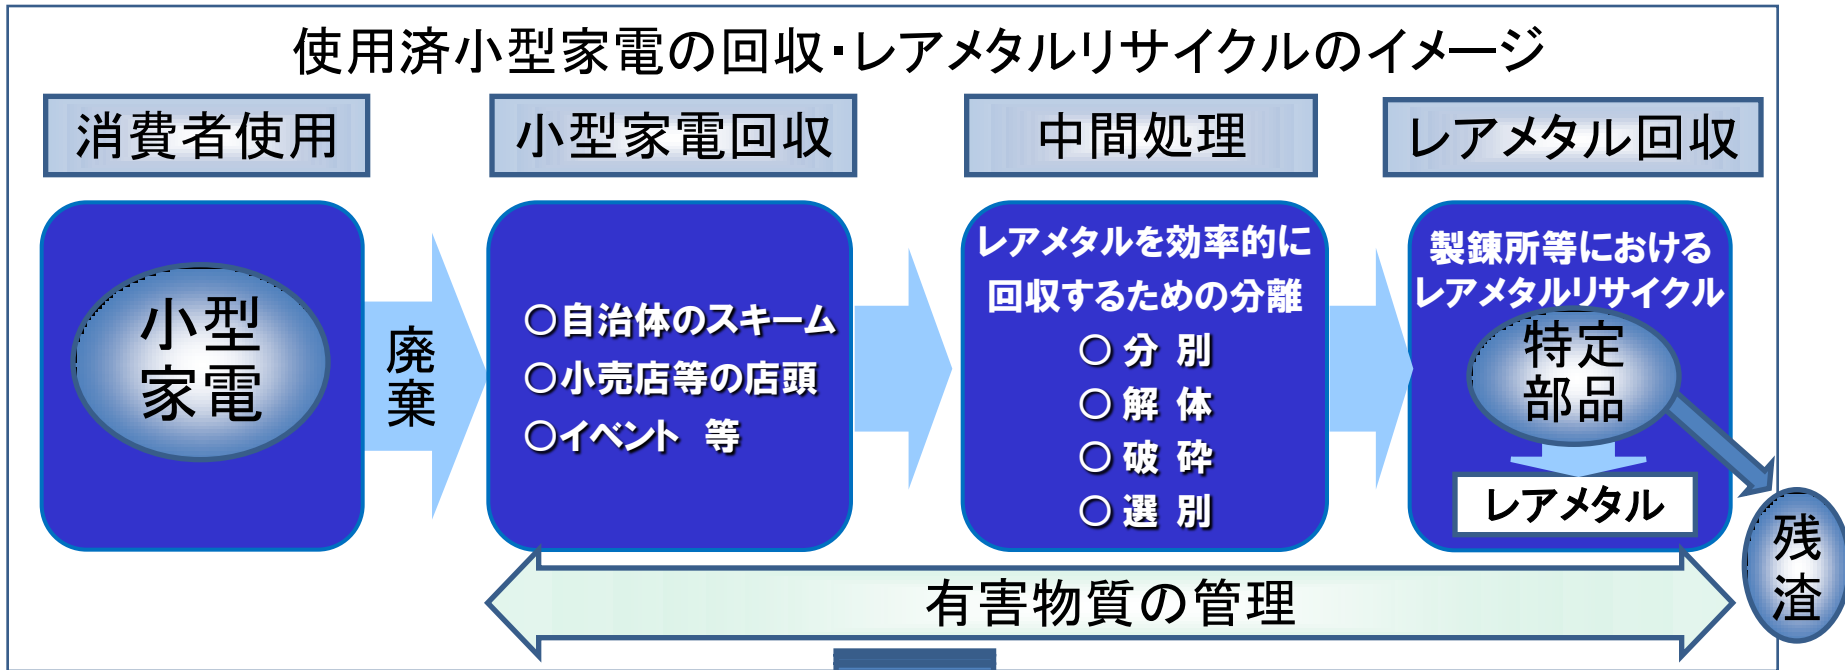 使用済小型家電の回収・レアメタルリサイクルのイメージ
消費者使用
小型家電回収
中間処理
レアメタル回収
小型
家電
廃棄
○自治体のスキーム
○小売店等の店頭
○イベント 等
レアメタルを効率的に
回収するための分離
○ 分 別
○ 解 体
○ 破 砕
○ 選 別
製錬所等における
レアメタルリサイクル
特定
部品
レアメタル
残渣
有害物質の管理